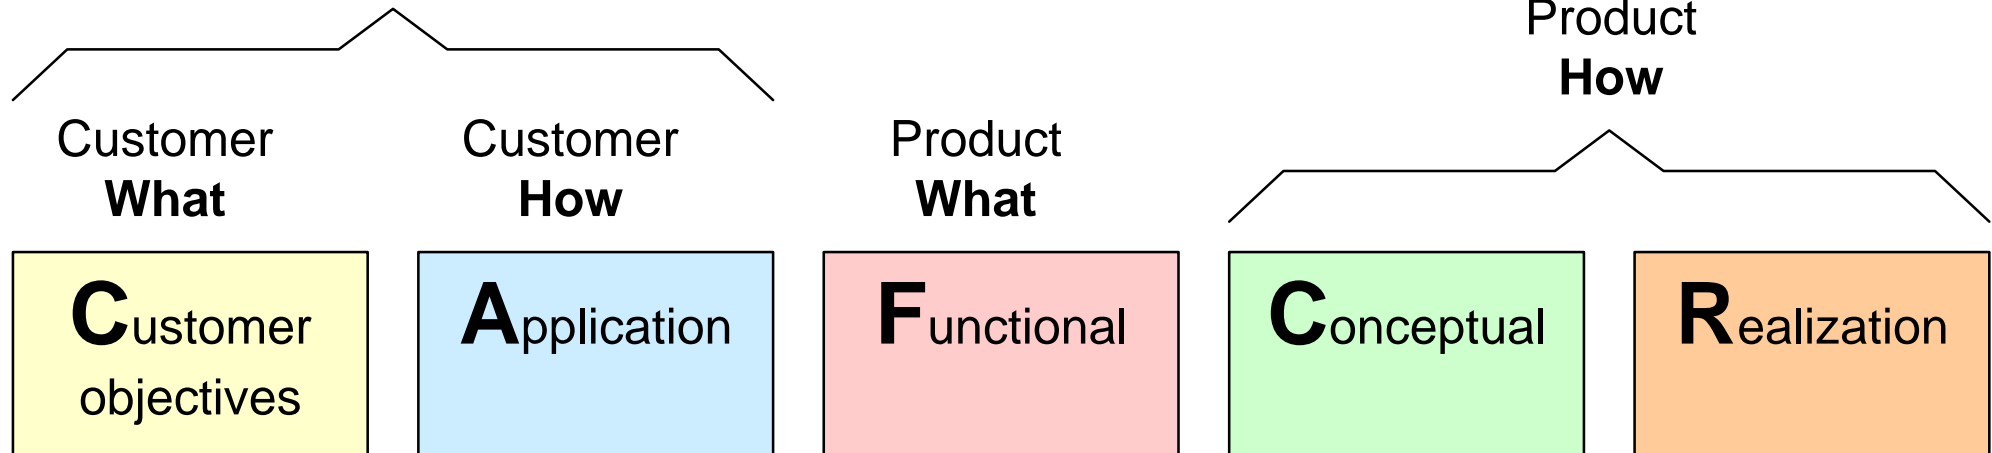 Product
How
Customer
What
Customer
How
Product
What
Customer
objectives
Application
Functional
Conceptual
Realization